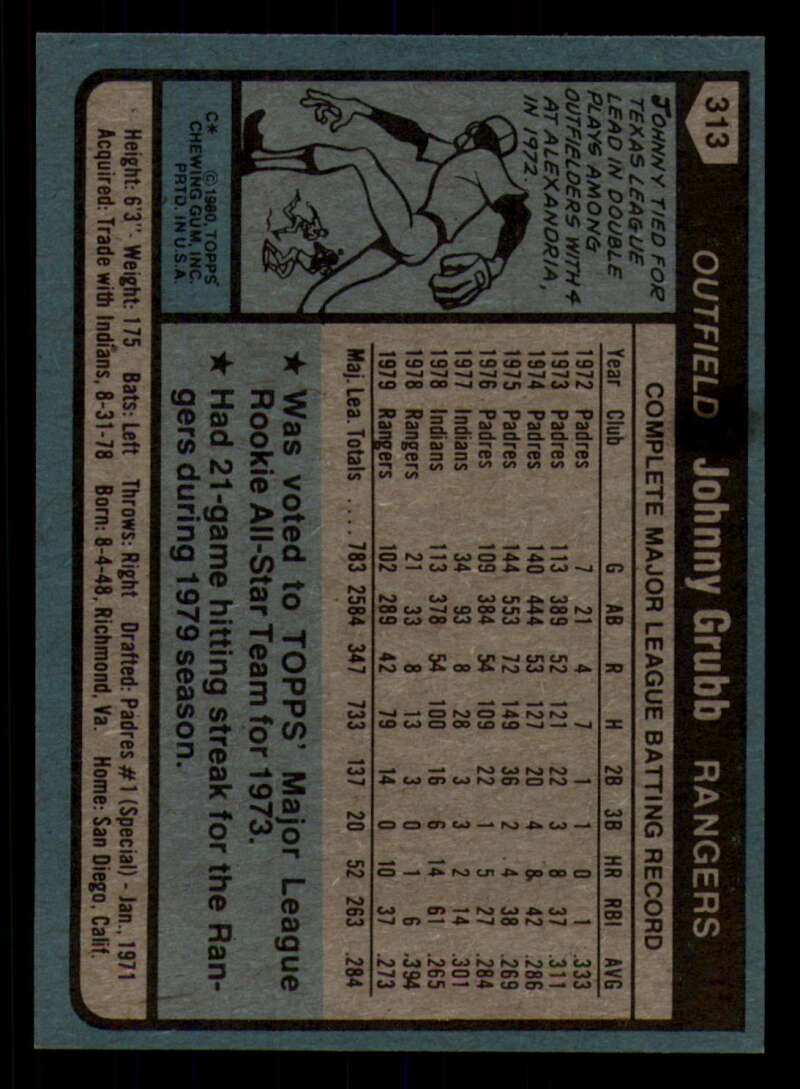 313
OUTFIELD Johnny Grubb RANGERS
JOHNNY TIED FOR
TEXAS LEAGUE
LEAD IN DOUBLE
PLAYS AMONG
OUTFIELDERS WITH 4
AT ALEXANDRIA,
IN 1972.
C* © 1980, TOPPS
CHEWING GUM, INC.
PRTD. IN U.S.A.
COMPLETE MAJOR LEAGUE BATTING RECORD
Year Club G AB R H 2B 3B HR RBI AVG
1972 Padres 7 21 4 7 1 1 0 1 .333
1973 Padres 113 389 52 121 22 3 8 37 .311
1974 Padres 140 444 53 127 20 4 8 42 .286
1975 Padres 144 553 72 149 36 2 4 38 .269
1976 Padres 109 384 54 109 22 1 5 27 .284
1977 Indians 34 93 8 28 3 3 2 14 .301
1978 Indians 113 378 54 100 16 6 14 61 .265
1978 Rangers 21 33 8 13 3 0 1 6 .394
1979 Rangers 102 289 42 79 14 0 10 37 .273
Maj. Lea. Totals .... 783 2584 347 733 137 20 52 263 .284
★ Was voted to TOPPS' Major League
Rookie All-Star Team for 1973.
★ Had 21-game hitting streak for the Ran-
gers during 1979 season.
Height: 6'3" Weight: 175 Bats: Left Throws: Right Drafted: Padres #1 (Special) - Jan., 1971
Acquired: Trade with Indians, 8-31-78 Born: 8-4-48, Richmond, Va. Home: San Diego, Calif.